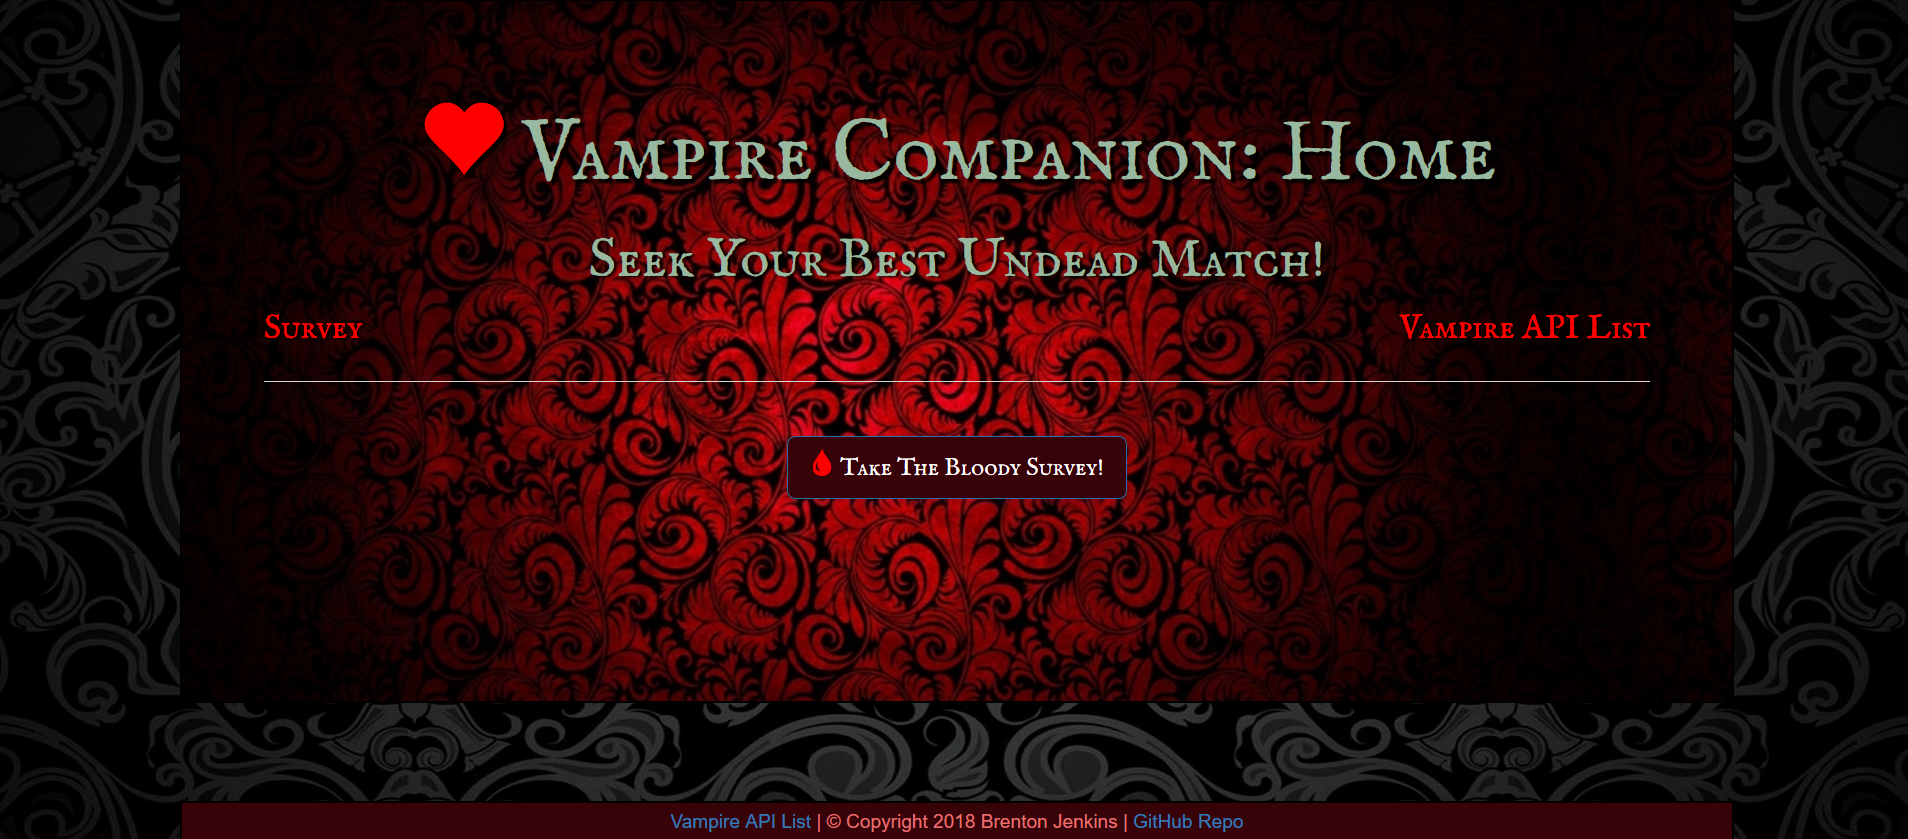 Vampire Companion: Home
Seek Your Best Undead Match!
Survey
Vampire API List
Take The Bloody Survey!
Vampire API List | © Copyright 2018 Brenton Jenkins | GitHub Repo